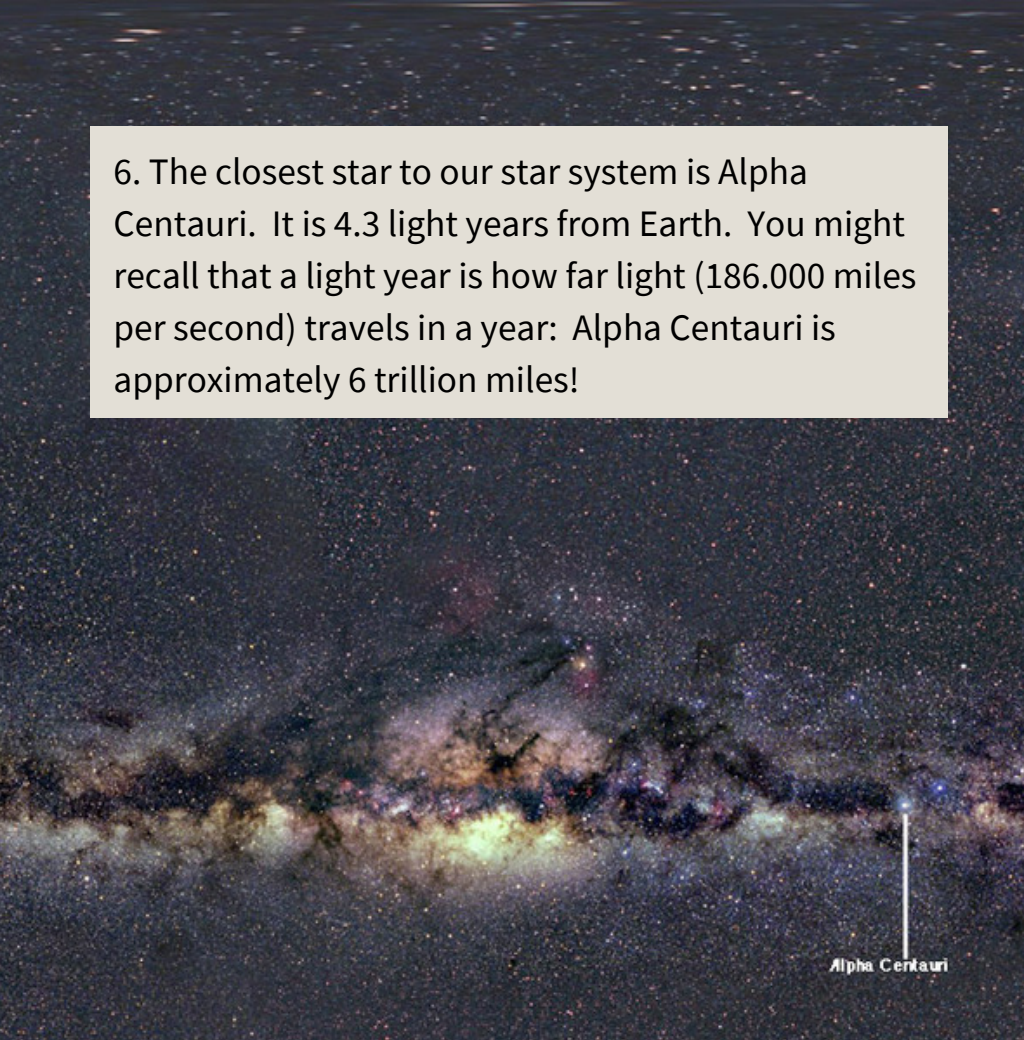 6. The closest star to our star system is Alpha
Centauri.  It is 4.3 light years from Earth.  You might
recall that a light year is how far light (186.000 miles
per second) travels in a year:  Alpha Centauri is
approximately 6 trillion miles!
Alpha Centauri